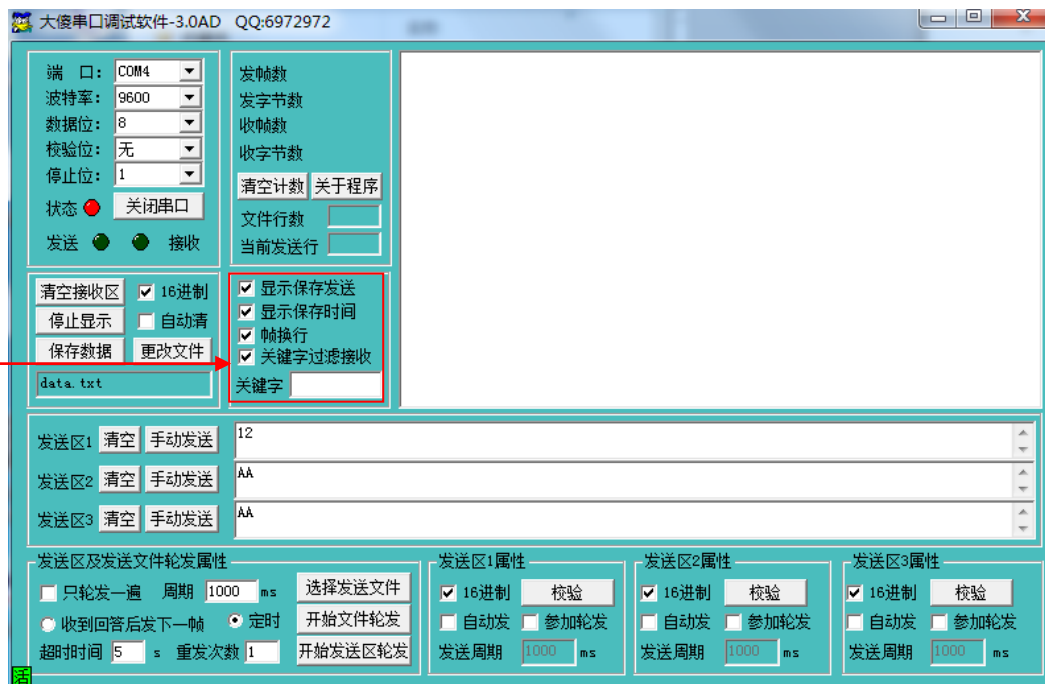 大傻串口调试软件-3.0AD QQ:6972972
端 口: COM4
波特率: 9600
数据位: 8
校验位: 无
停止位: 1
状态 关闭串口
发送 接收
发帧数
发字节数
收帧数
收字节数
清空计数 关于程序
文件行数
当前发送行
清空接收区 16进制
停止显示 自动清
保存数据 更改文件
data.txt
显示保存发送
显示保存时间
帧换行
关键字过滤接收
关键字
发送区1 清空 手动发送 12
发送区2 清空 手动发送 AA
发送区3 清空 手动发送 AA
发送区及发送文件轮发属性
只轮发一遍 周期 1000 ms 选择发送文件
收到回答后发下一帧 定时 开始文件轮发
超时时间 5 s 重发次数 1 开始发送区轮发
发送区1属性
16进制 校验
自动发 参加轮发
发送周期 1000 ms
发送区2属性
16进制 校验
自动发 参加轮发
发送周期 1000 ms
发送区3属性
16进制 校验
自动发 参加轮发
发送周期 1000 ms
活